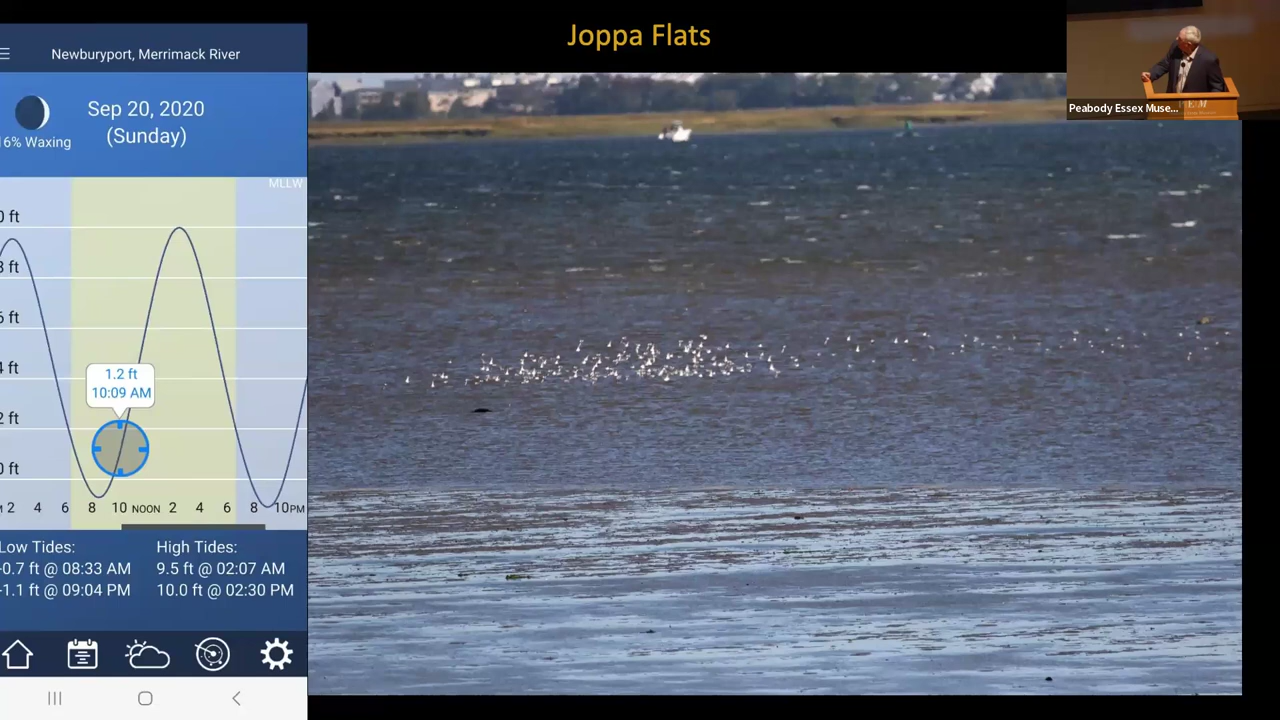 Joppa Flats
Newburyport, Merrimack River
Sep 20, 2020
(Sunday)
16% Waxing
MLLW
0 ft
8 ft
6 ft
4 ft
2 ft
0 ft
1.2 ft
10:09 AM
2 4 6 8 10 NOON 2 4 6 8 10PM
Low Tides:
-0.7 ft @ 08:33 AM
-1.1 ft @ 09:04 PM
High Tides:
9.5 ft @ 02:07 AM
10.0 ft @ 02:30 PM
Peabody Essex Muse...